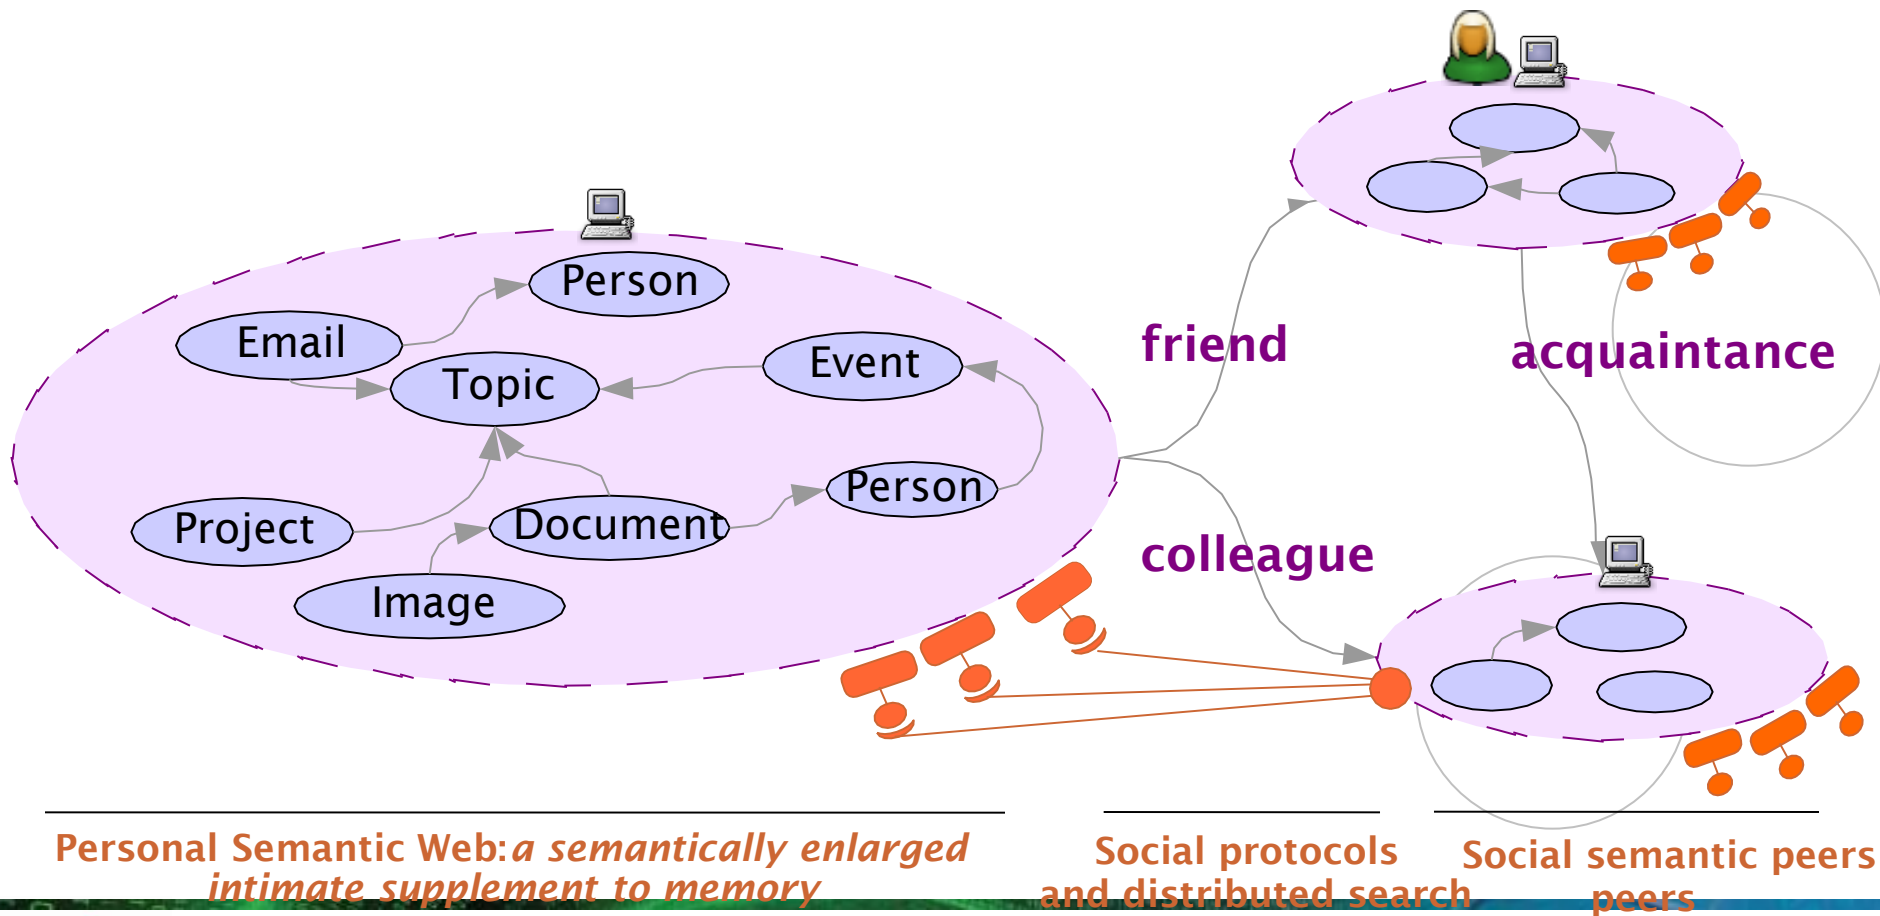 Person
Email
Event
Topic
Person
Project
Document
Image
friend
acquaintance
colleague
Personal Semantic Web: a semantically enlarged
intimate supplement to memory
Social protocols
and distributed search
Social semantic peers
peers